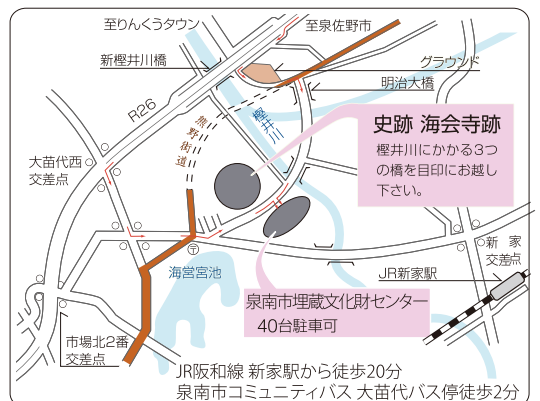 至りんくうタウン
至泉佐野市
新樫井川橋
グラウンド
明治大橋
R26
樫井川
熊野街道
史跡 海会寺跡
樫井川にかかる3つ
の橋を目印にお越し
下さい。
大苗代西
交差点
〒
海営宮池
新家
交差点
JR新家駅
泉南市埋蔵文化財センター
40台駐車可
市場北2番
交差点
JR阪和線 新家駅から徒歩20分
泉南市コミュニティバス 大苗代バス停徒歩2分